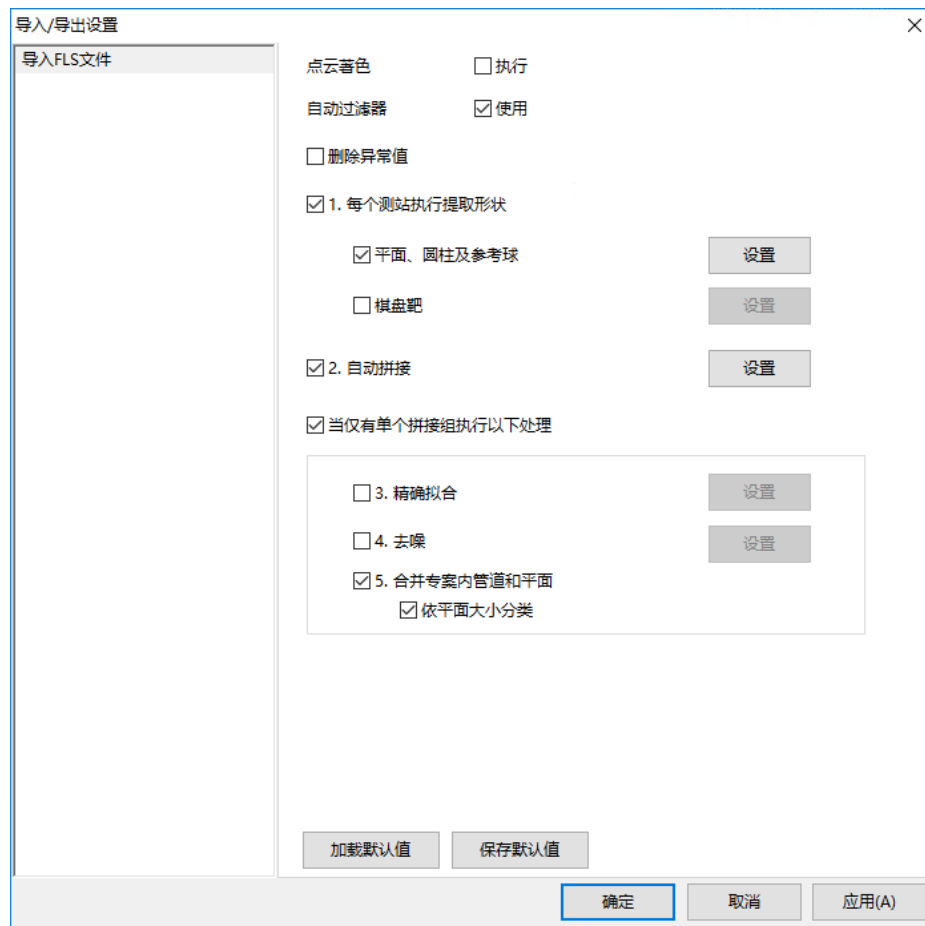 导入/导出设置
导入FLS文件
点云著色 执行
自动过滤器 使用
删除异常值
1. 每个测站执行提取形状
平面、圆柱及参考球 设置
棋盘靶 设置
2. 自动拼接 设置
当仅有单个拼接组执行以下处理
3. 精确拟合 设置
4. 去噪 设置
5. 合并专案内管道和平面
依平面大小分类
加载默认值 保存默认值
确定 取消 应用(A)